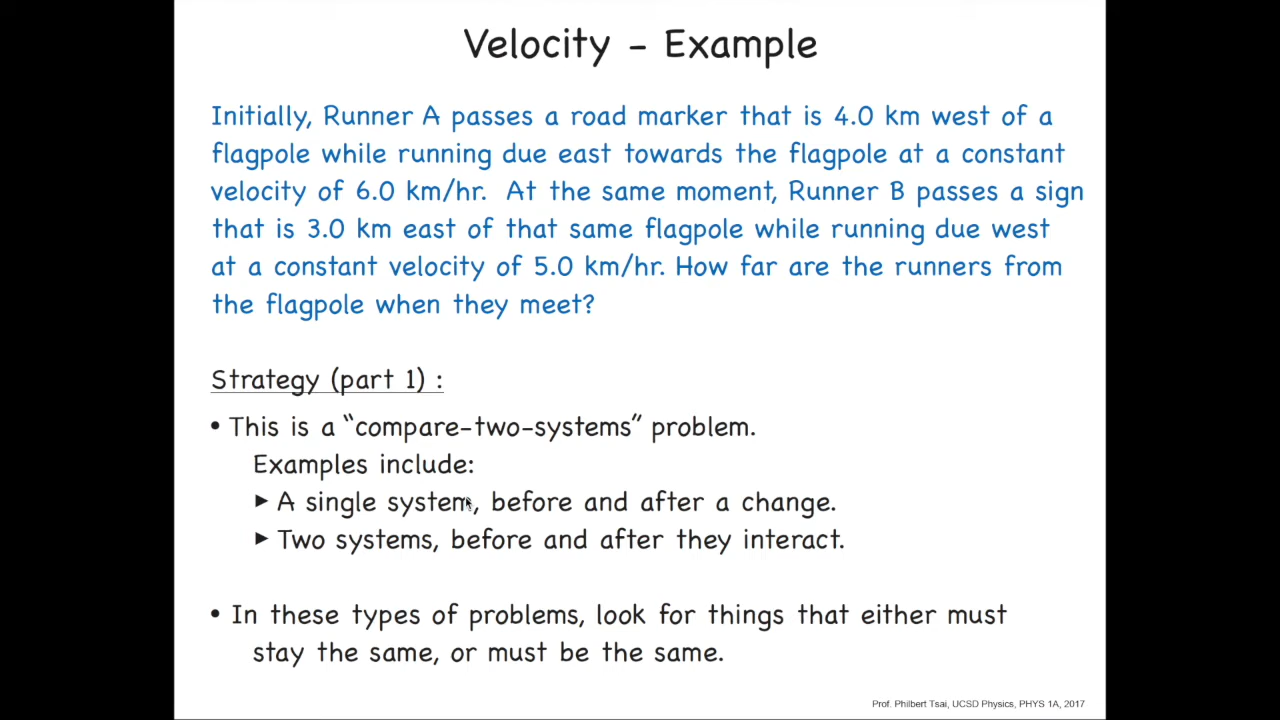 Velocity - Example
Initially, Runner A passes a road marker that is 4.0 km west of a
flagpole while running due east towards the flagpole at a constant
velocity of 6.0 km/hr. At the same moment, Runner B passes a sign
that is 3.0 km east of that same flagpole while running due west
at a constant velocity of 5.0 km/hr. How far are the runners from
the flagpole when they meet?
Strategy (part 1) :
• This is a “compare-two-systems” problem.
Examples include:
‣ A single system, before and after a change.
‣ Two systems, before and after they interact.
• In these types of problems, look for things that either must
stay the same, or must be the same.
Prof. Philbert Tsai, UCSD Physics, PHYS 1A, 2017